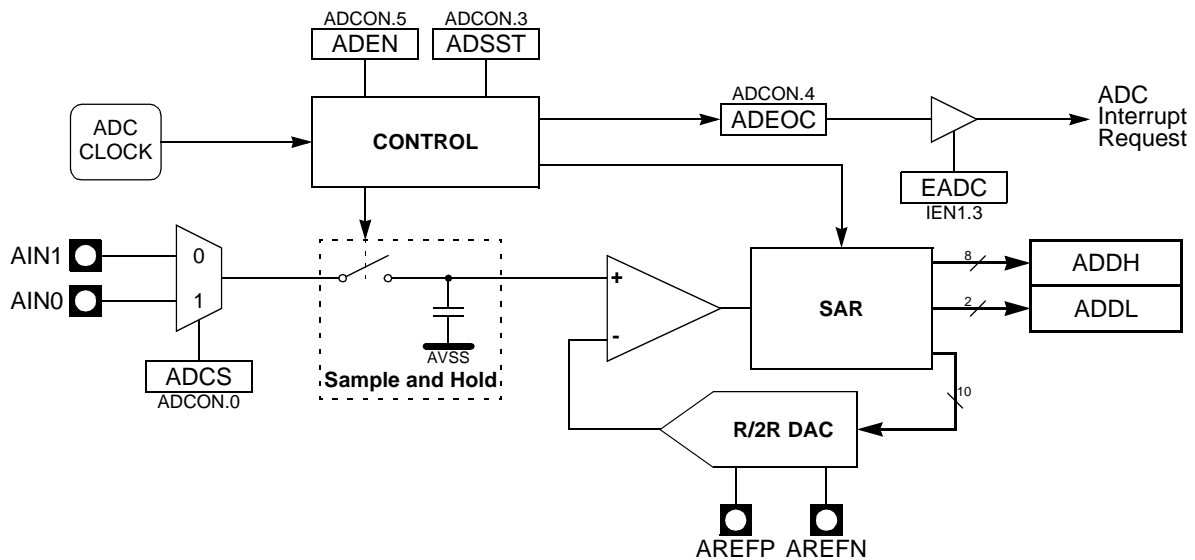 ADCON.5
ADEN
ADCON.3
ADSST
ADC
CLOCK
CONTROL
ADCON.4
ADEOC
ADC
Interrupt
Request
EADC
IEN1.3
AIN1
0
AIN0
1
ADCS
ADCON.0
AVSS
Sample and Hold
+
-
SAR
8
ADDH
2
ADDL
10
R/2R DAC
AREFP
AREFN